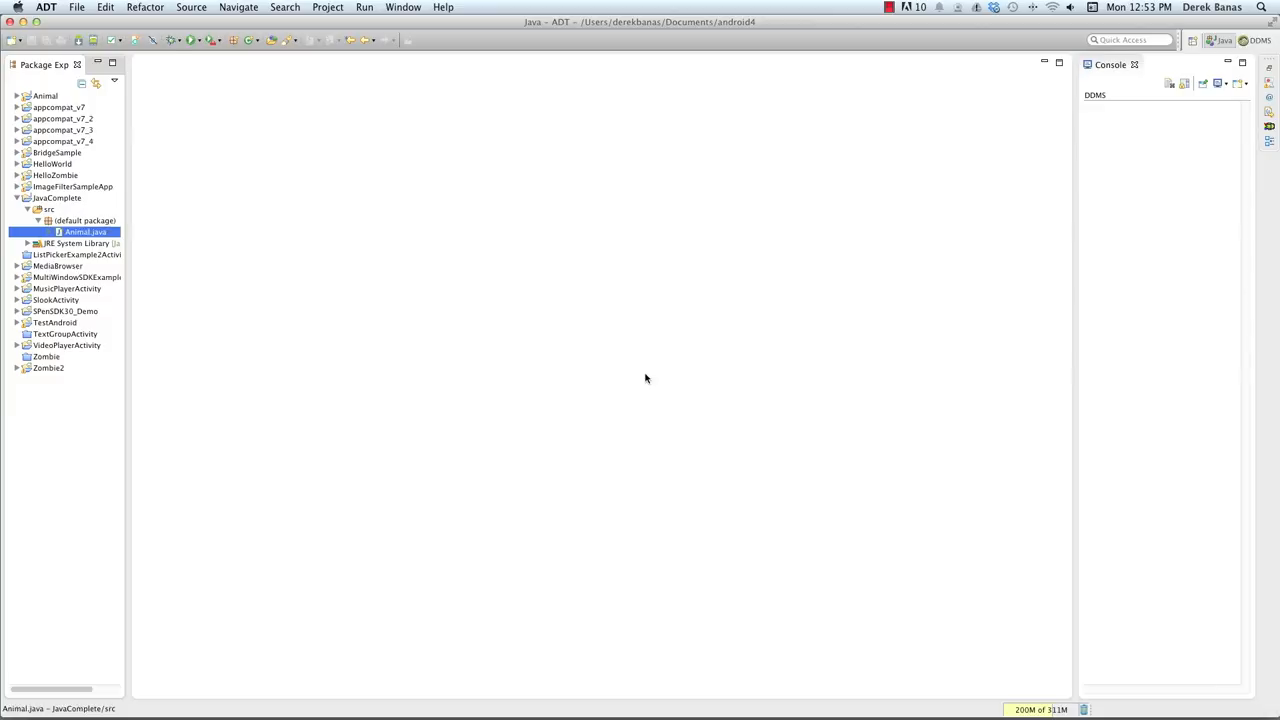 ADT File Edit Refactor Source Navigate Search Project Run Window Help 10 Mon 12:53 PM Derek Banas
Java - ADT - /Users/derekbanas/Documents/android4
Quick Access Java DDMS
Package Exp
Console
DDMS
Animal
appcompat_v7
appcompat_v7_2
appcompat_v7_3
appcompat_v7_4
BridgeSample
HelloWorld
HelloZombie
ImageFilterSampleApp
JavaComplete
src
(default package)
Animal.java
JRE System Library [Ja
ListPickerExample2Activi
MediaBrowser
MultiWindowSDKExample
MusicPlayerActivity
SlookActivity
SPenSDK30_Demo
TestAndroid
TextGroupActivity
VideoPlayerActivity
Zombie
Zombie2
Animal.java - JavaComplete/src
200M of 311M